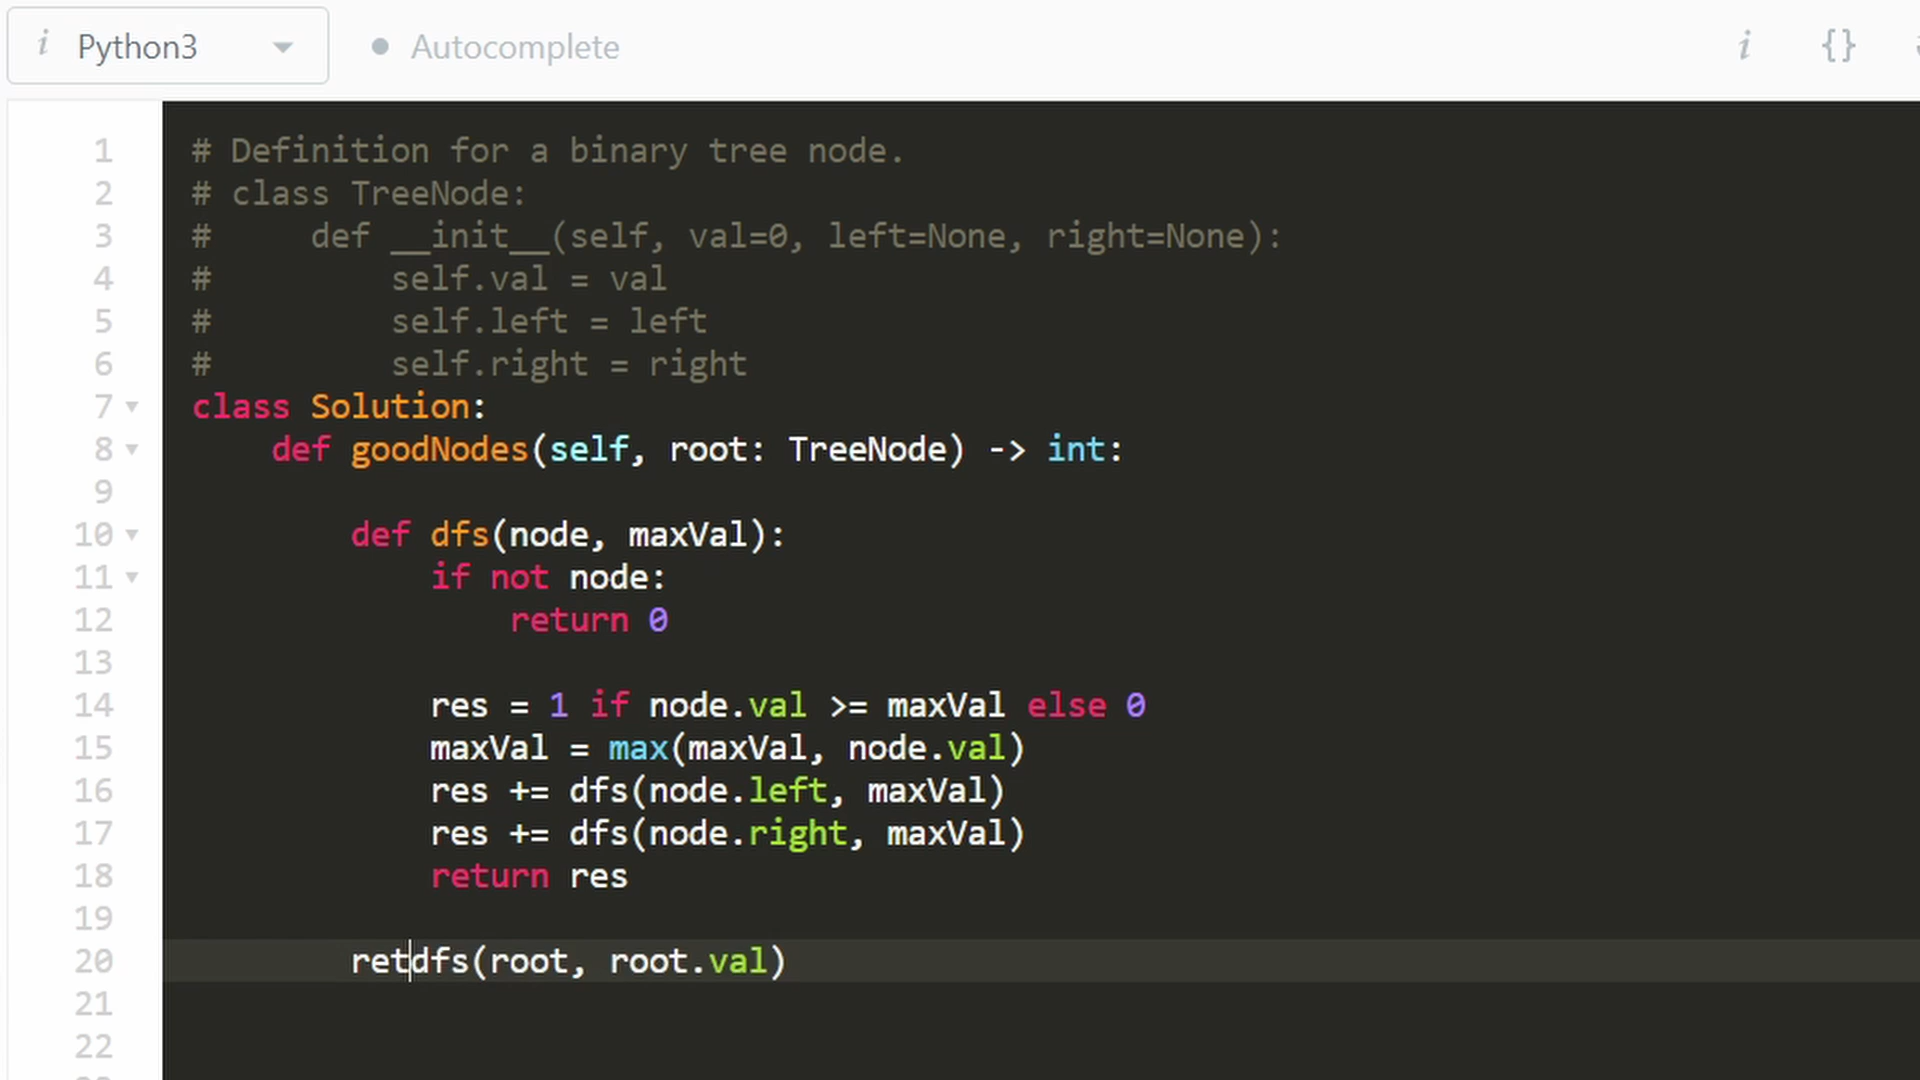 i Python3 Autocomplete i {}
1 # Definition for a binary tree node.
2 # class TreeNode:
3 #     def __init__(self, val=0, left=None, right=None):
4 #         self.val = val
5 #         self.left = left
6 #         self.right = right
7 class Solution:
8     def goodNodes(self, root: TreeNode) -> int:
9
10         def dfs(node, maxVal):
11             if not node:
12                 return 0
13
14             res = 1 if node.val >= maxVal else 0
15             maxVal = max(maxVal, node.val)
16             res += dfs(node.left, maxVal)
17             res += dfs(node.right, maxVal)
18             return res
19
20         retdfs(root, root.val)
21
22